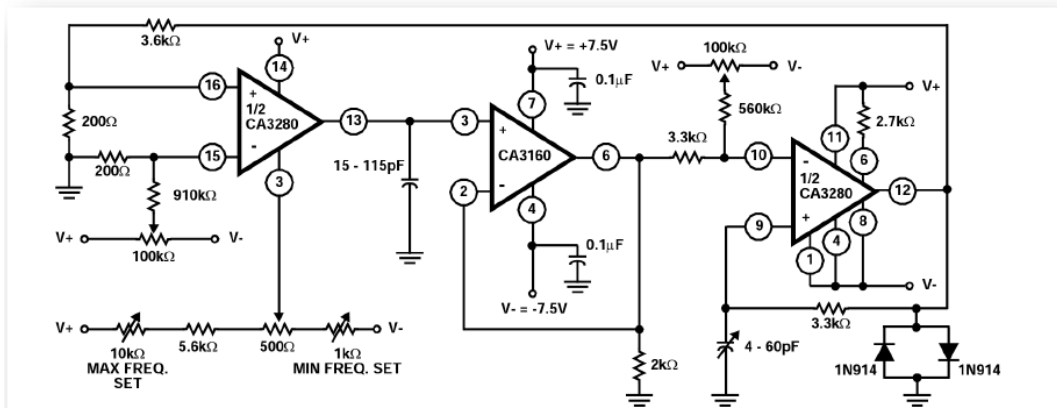 3.6kΩ
V+
14
16
+
1/2
CA3280
-
13
200Ω
200Ω
15
3
910kΩ
V+
V-
100kΩ
15 - 115pF
V+ = +7.5V
0.1μF
7
3
+
CA3160
-
6
2
4
0.1μF
V- = -7.5V
2kΩ
100kΩ
V+
V-
560kΩ
3.3kΩ
10
-
1/2
CA3280
+
9
11
V+
2.7kΩ
6
12
8
4
1
V-
3.3kΩ
4 - 60pF
1N914
1N914
V+
10kΩ
MAX FREQ.
SET
5.6kΩ
500Ω
1kΩ
MIN FREQ. SET
V-